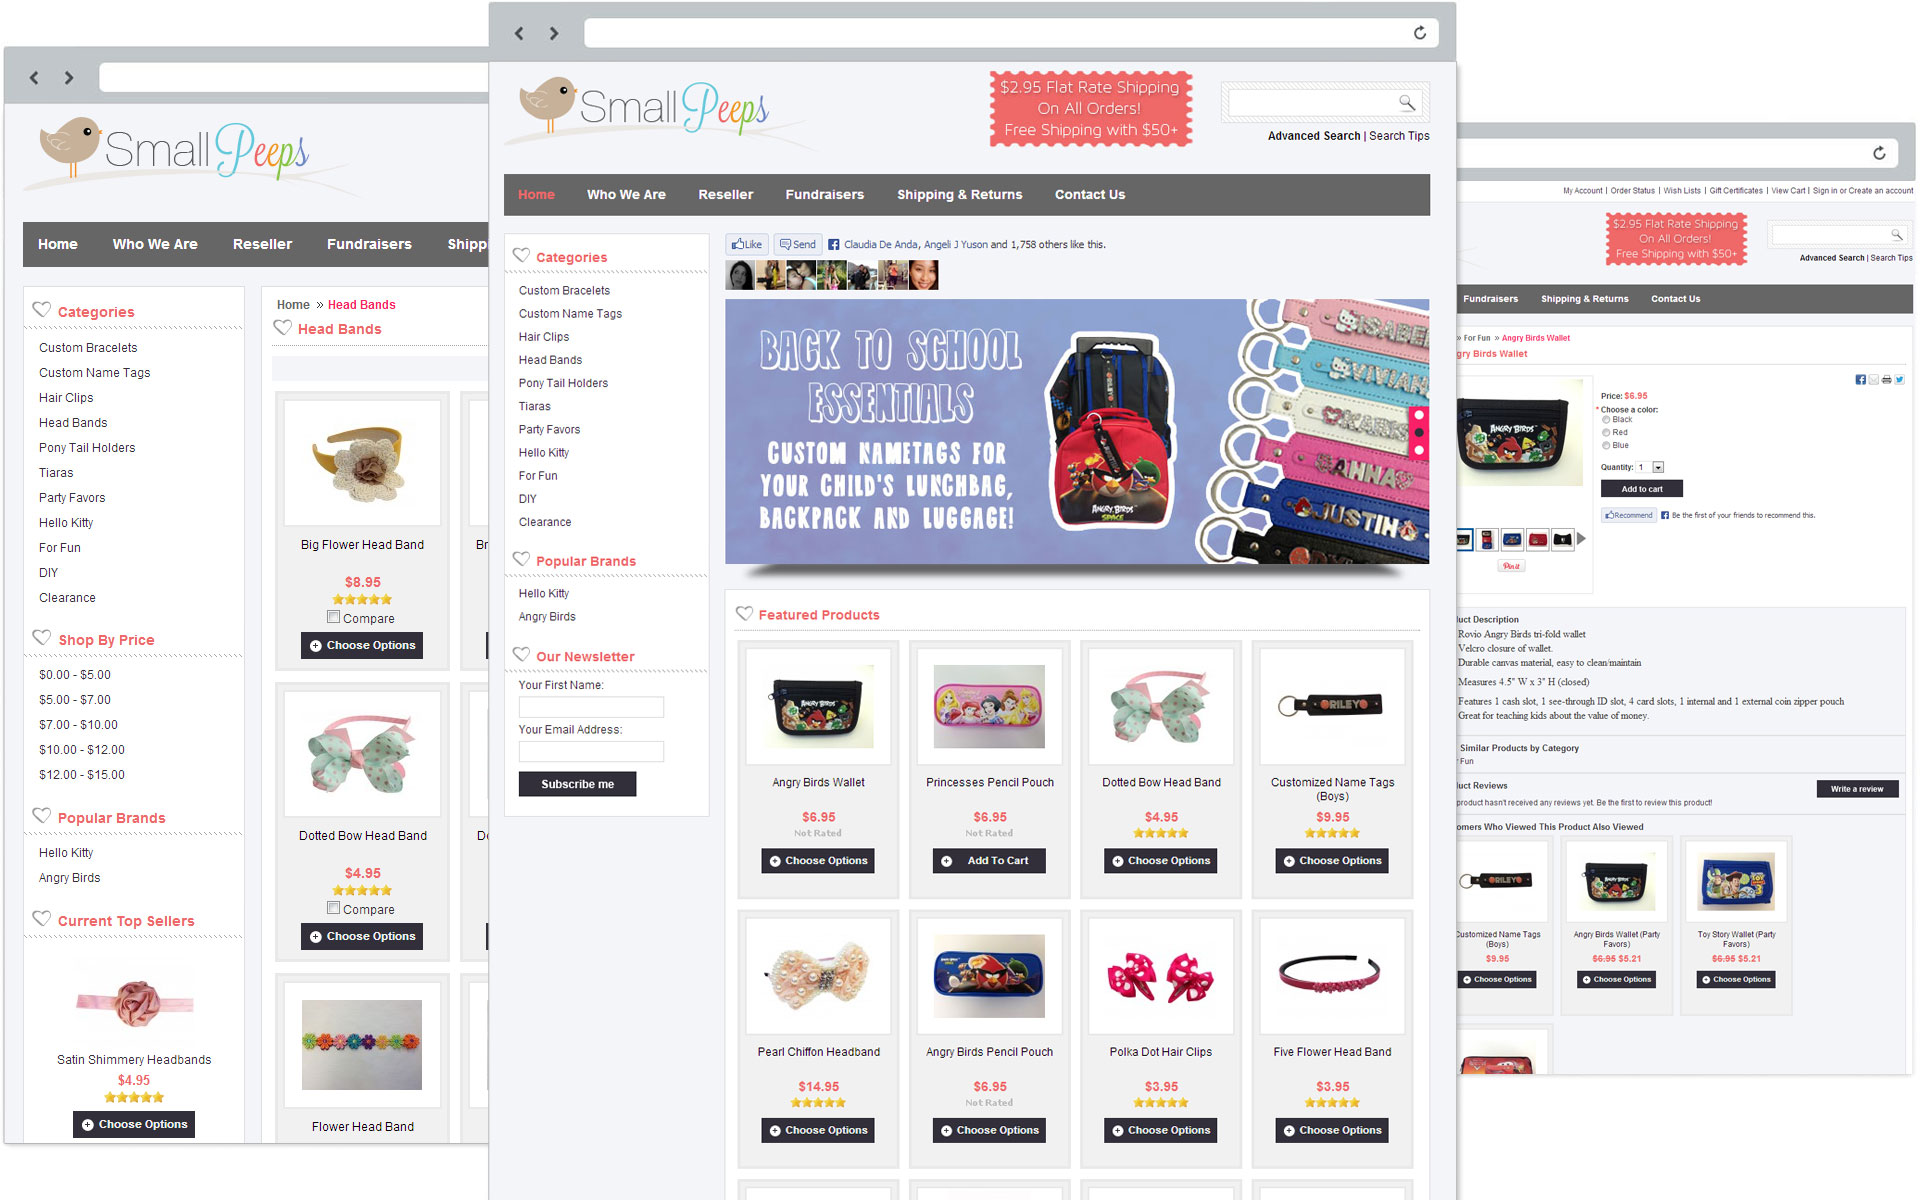 Small Peeps
Home
Who We Are
Reseller
Fundraisers
Shipp
Categories
Custom Bracelets
Custom Name Tags
Hair Clips
Head Bands
Pony Tail Holders
Tiaras
Party Favors
Hello Kitty
For Fun
DIY
Clearance
Shop By Price
$0.00 - $5.00
$5.00 - $7.00
$7.00 - $10.00
$10.00 - $12.00
$12.00 - $15.00
Popular Brands
Hello Kitty
Angry Birds
Current Top Sellers
Satin Shimmery Headbands
$4.95
Choose Options
Home » Head Bands
Head Bands
Big Flower Head Band
$8.95
Compare
Choose Options
Br
Dotted Bow Head Band
$4.95
Compare
Choose Options
Do
Flower Head Band
Small Peeps
$2.95 Flat Rate Shipping
On All Orders!
Free Shipping with $50+
Advanced Search | Search Tips
Home
Who We Are
Reseller
Fundraisers
Shipping & Returns
Contact Us
Categories
Custom Bracelets
Custom Name Tags
Hair Clips
Head Bands
Pony Tail Holders
Tiaras
Party Favors
Hello Kitty
For Fun
DIY
Clearance
Popular Brands
Hello Kitty
Angry Birds
Our Newsletter
Your First Name:
Your Email Address:
Subscribe me
Like
Send
Claudia De Anda, Angeli J Yuson and 1,758 others like this.
BACK TO SCHOOL
ESSENTIALS
CUSTOM NAMETAGS FOR
YOUR CHILD'S LUNCHBAG,
BACKPACK AND LUGGAGE!
ANGRY BIRDS
SPACE
ISABE
VIVIAN
KARIS
SAHNA
JUSTIN
Featured Products
ANGRY BIRDS
Angry Birds Wallet
$6.95
Not Rated
Choose Options
Princesses Pencil Pouch
$6.95
Not Rated
Add To Cart
Dotted Bow Head Band
$4.95
Choose Options
RILEY
Customized Name Tags
(Boys)
$9.95
Choose Options
Pearl Chiffon Headband
$14.95
Choose Options
Angry Birds Pencil Pouch
$6.95
Not Rated
Choose Options
Polka Dot Hair Clips
$3.95
Choose Options
Five Flower Head Band
$3.95
Choose Options
My Account | Order Status | Wish Lists | Gift Certificates | View Cart | Sign in or Create an account
$2.95 Flat Rate Shipping
On All Orders!
Free Shipping with $50+
Advanced Search | Search Tips
Fundraisers
Shipping & Returns
Contact Us
» For Fun » Angry Birds Wallet
gry Birds Wallet
ANGRY BIRDS
Price: $6.95
* Choose a color:
Black
Red
Blue
Quantity: 1
Add to cart
Recommend
Be the first of your friends to recommend this.
Pin it
uct Description
Rovio Angry Birds tri-fold wallet
Velcro closure of wallet.
Durable canvas material, easy to clean/maintain
Measures 4.5" W x 3" H (closed)
Features 1 cash slot, 1 see-through ID slot, 4 card slots, 1 internal and 1 external coin zipper pouch
Great for teaching kids about the value of money.
Similar Products by Category
r Fun
uct Reviews
Write a review
product hasn't received any reviews yet. Be the first to review this product!
omers Who Viewed This Product Also Viewed
RILEY
Customized Name Tags
(Boys)
$9.95
Choose Options
ANGRY BIRDS
Angry Birds Wallet (Party
Favors)
$6.95 $5.21
Choose Options
TOY STORY 3
Toy Story Wallet (Party
Favors)
$6.95 $5.21
Choose Options